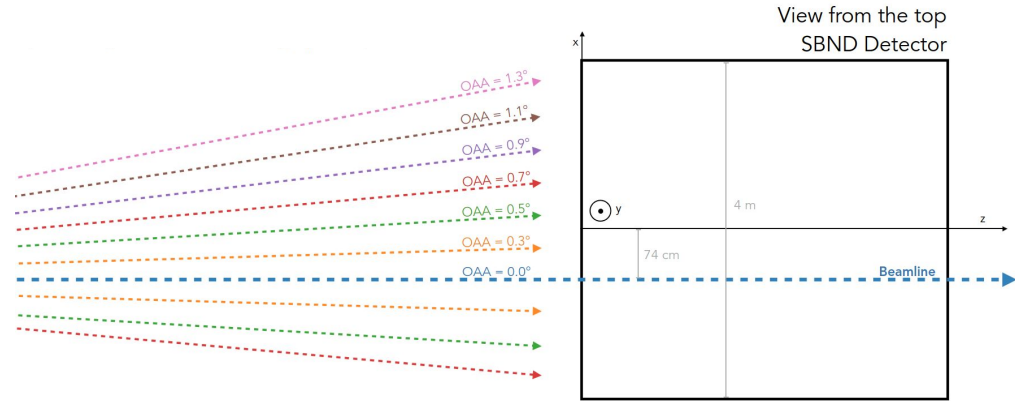 View from the top
SBND Detector
x
OAA = 1.3°
OAA = 1.1°
OAA = 0.9°
OAA = 0.7°
OAA = 0.5°
OAA = 0.3°
OAA = 0.0°
y
4 m
z
74 cm
Beamline